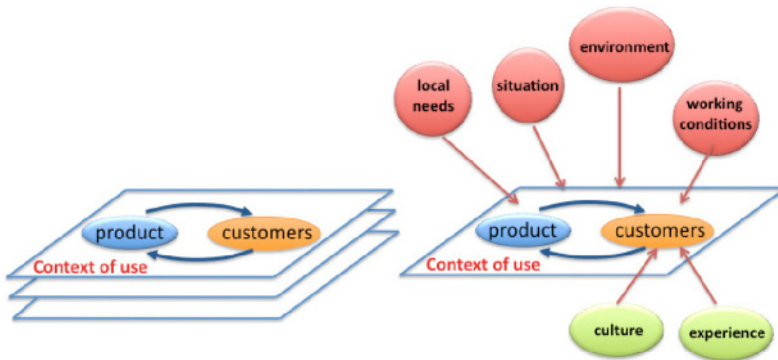 product
customers
Context of use
local
needs
situation
environment
working
conditions
product
customers
Context of use
culture
experience